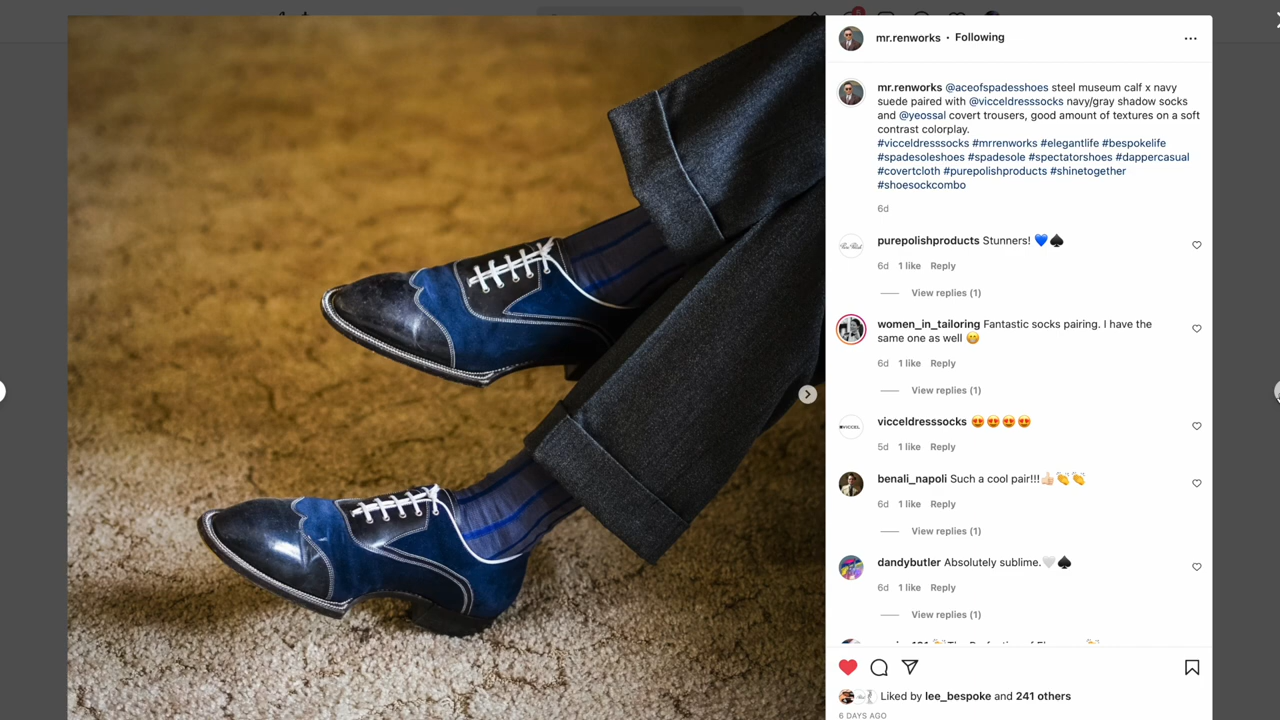 mr.renworks · Following
mr.renworks @aceofspadesshoes steel museum calf x navy
suede paired with @vicceldresssocks navy/gray shadow socks
and @yeossal covert trousers, good amount of textures on a soft
contrast colorplay.
#vicceldresssocks #mrrenworks #elegantlife #bespokelife
#spadesoleshoes #spadesole #spectatorshoes #dappercasual
#covertcloth #purepolishproducts #shinetogether
#shoesockcombo
6d
purepolishproducts Stunners! 💙♠️
6d 1 like Reply
View replies (1)
women_in_tailoring Fantastic socks pairing. I have the
same one as well 🤭
6d 1 like Reply
View replies (1)
vicceldresssocks 😍😍😍😍
5d 1 like Reply
VICCEL
benali_napoli Such a cool pair!!!👍🏻👏👏
6d 1 like Reply
View replies (1)
dandybutler Absolutely sublime.🤍♠️
6d 1 like Reply
View replies (1)
Liked by lee_bespoke and 241 others
6 DAYS AGO